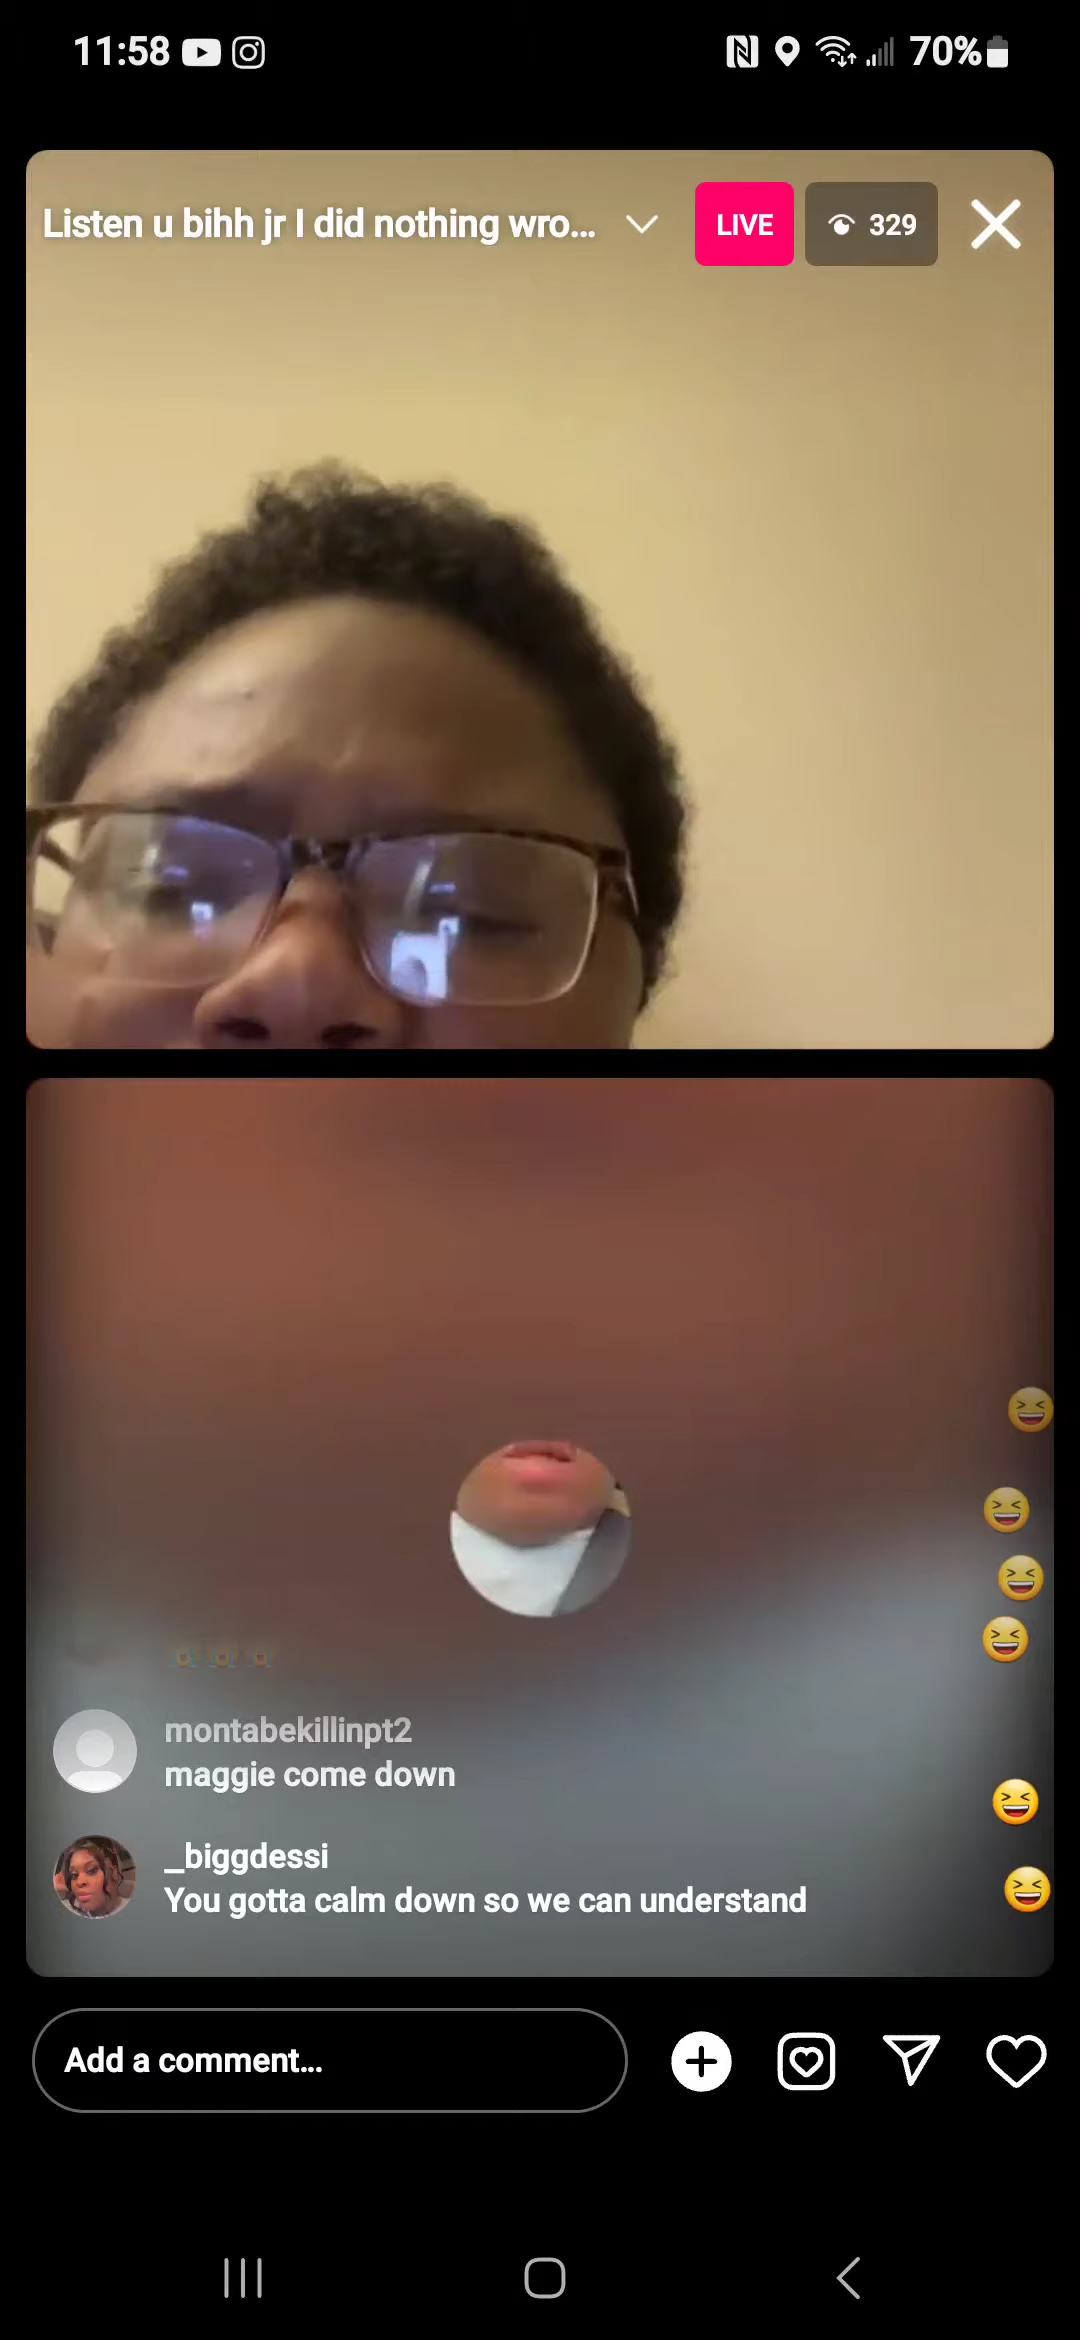 11:58
70%
Listen u bihh jr I did nothing wro...
LIVE
329
montabekillinpt2
maggie come down
_biggdessi
You gotta calm down so we can understand
Add a comment...